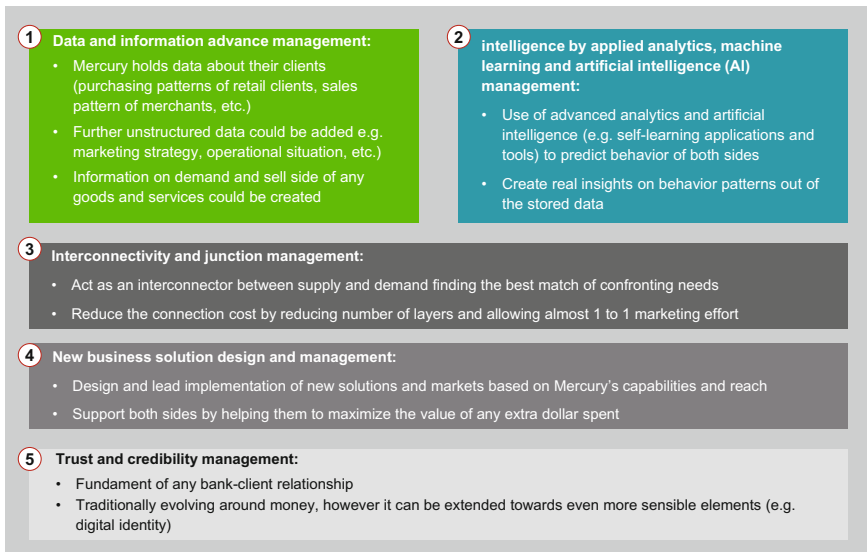 1
Data and information advance management:
• Mercury holds data about their clients
(purchasing patterns of retail clients, sales
pattern of merchants, etc.)
• Further unstructured data could be added e.g.
marketing strategy, operational situation, etc.)
• Information on demand and sell side of any
goods and services could be created
2
intelligence by applied analytics, machine
learning and artificial intelligence (AI)
management:
• Use of advanced analytics and artificial
intelligence (e.g. self-learning applications and
tools) to predict behavior of both sides
• Create real insights on behavior patterns out of
the stored data
3
Interconnectivity and junction management:
• Act as an interconnector between supply and demand finding the best match of confronting needs
• Reduce the connection cost by reducing number of layers and allowing almost 1 to 1 marketing effort
4
New business solution design and management:
• Design and lead implementation of new solutions and markets based on Mercury’s capabilities and reach
• Support both sides by helping them to maximize the value of any extra dollar spent
5
Trust and credibility management:
• Fundament of any bank-client relationship
• Traditionally evolving around money, however it can be extended towards even more sensible elements (e.g.
digital identity)